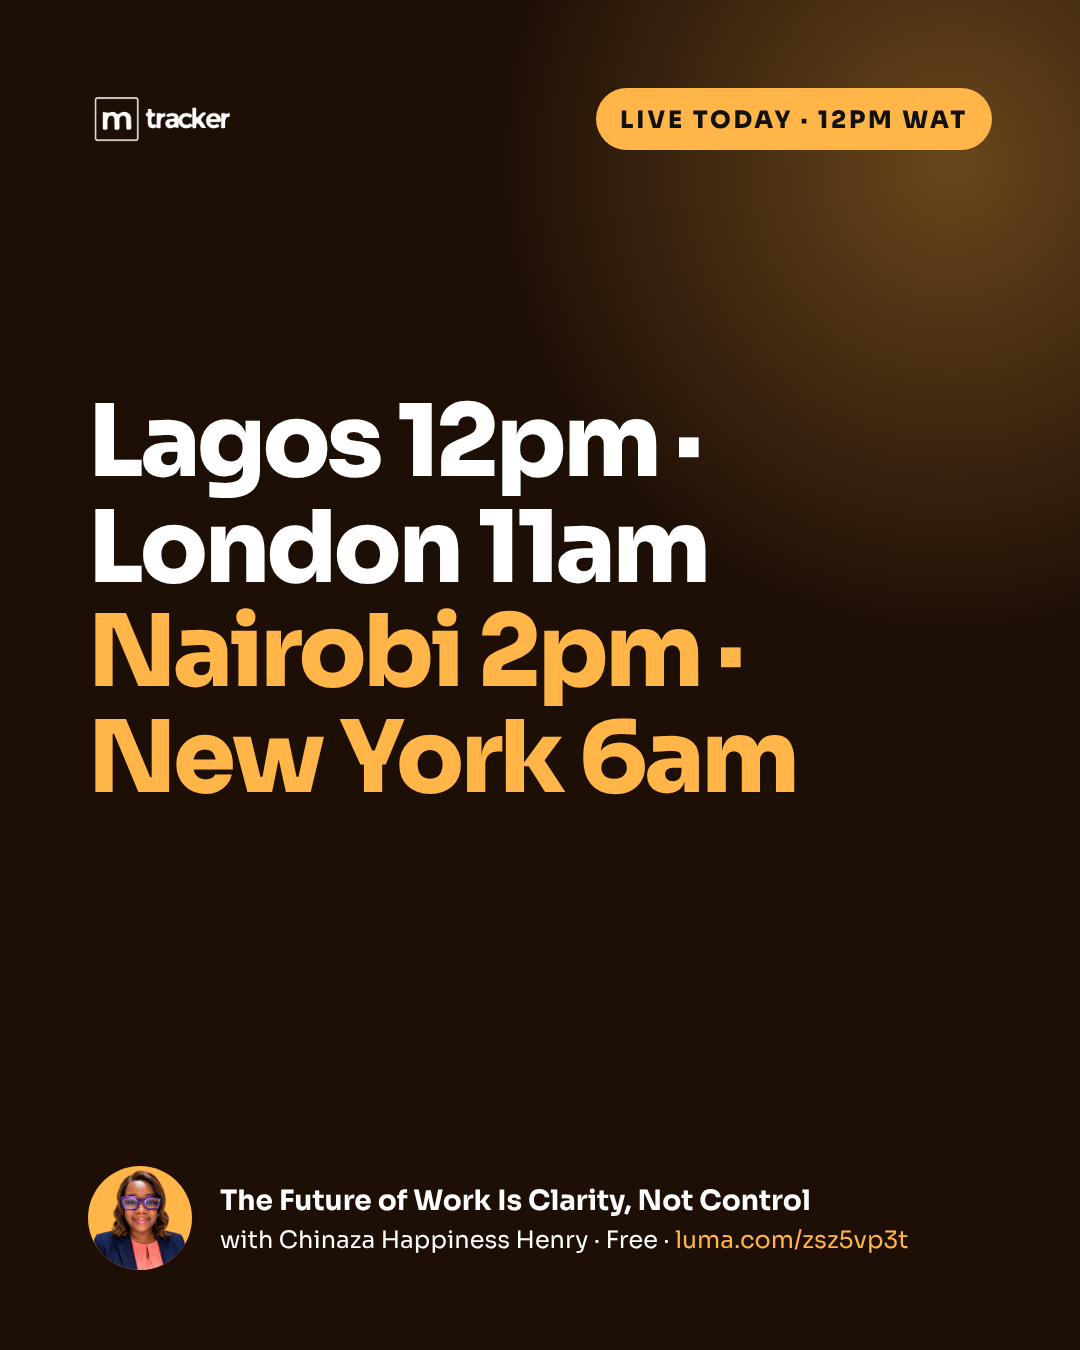 m tracker
LIVE TODAY · 12PM WAT
Lagos 12pm ·
London 11am
Nairobi 2pm ·
New York 6am
The Future of Work Is Clarity, Not Control
with Chinaza Happiness Henry · Free · luma.com/zsz5vp3t